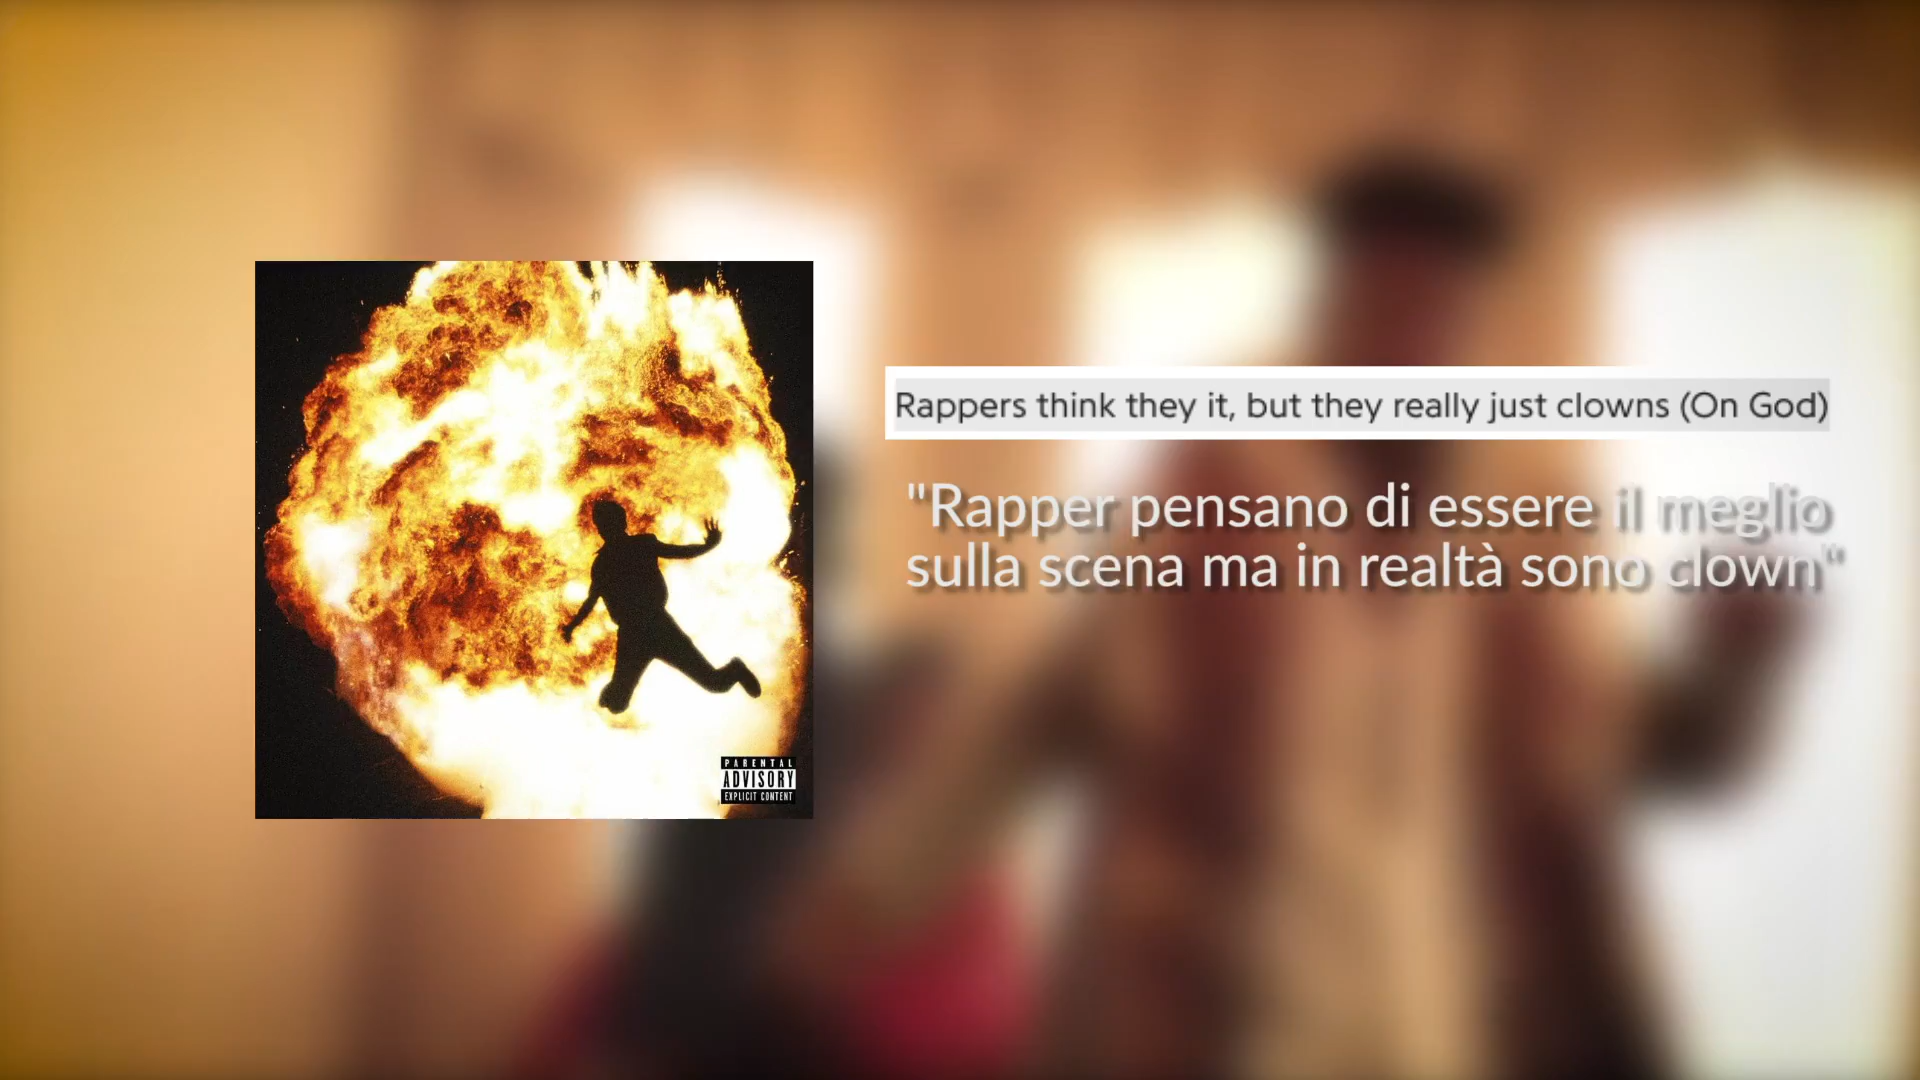 Rappers think they it, but they really just clowns (On God)
"Rapper pensano di essere il meglio
sulla scena ma in realtà sono clown"
PARENTAL
ADVISORY
EXPLICIT CONTENT